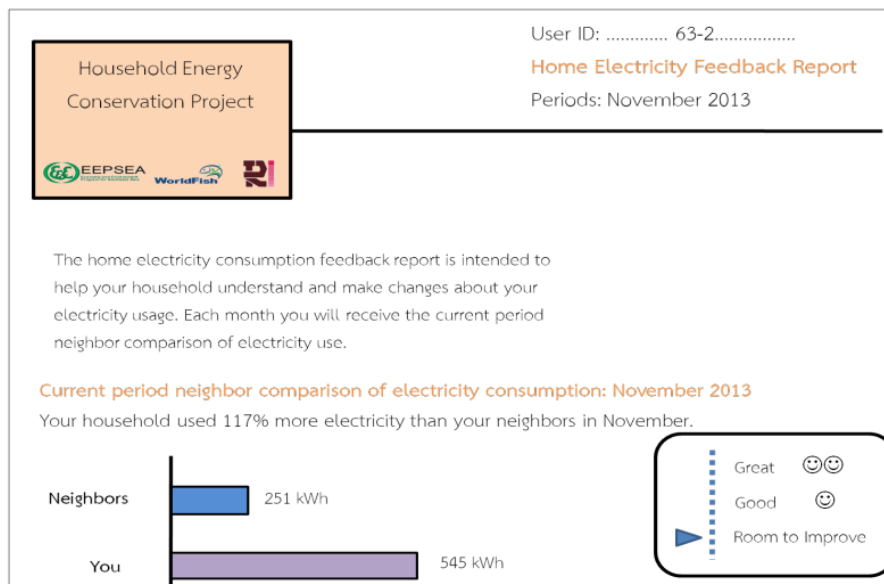 User ID: ............. 63-2.................
Household Energy
Conservation Project
Home Electricity Feedback Report
Periods: November 2013
EEPSEA
WorldFish
The home electricity consumption feedback report is intended to
help your household understand and make changes about your
electricity usage. Each month you will receive the current period
neighbor comparison of electricity use.
Current period neighbor comparison of electricity consumption: November 2013
Your household used 117% more electricity than your neighbors in November.
Great
Good
Room to Improve
Neighbors 251 kWh
You 545 kWh